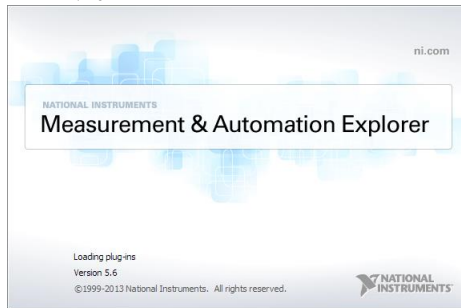 ni.com
NATIONAL INSTRUMENTS
Measurement & Automation Explorer
Loading plug-ins
Version 5.6
©1999-2013 National Instruments. All rights reserved.
NATIONAL
INSTRUMENTS